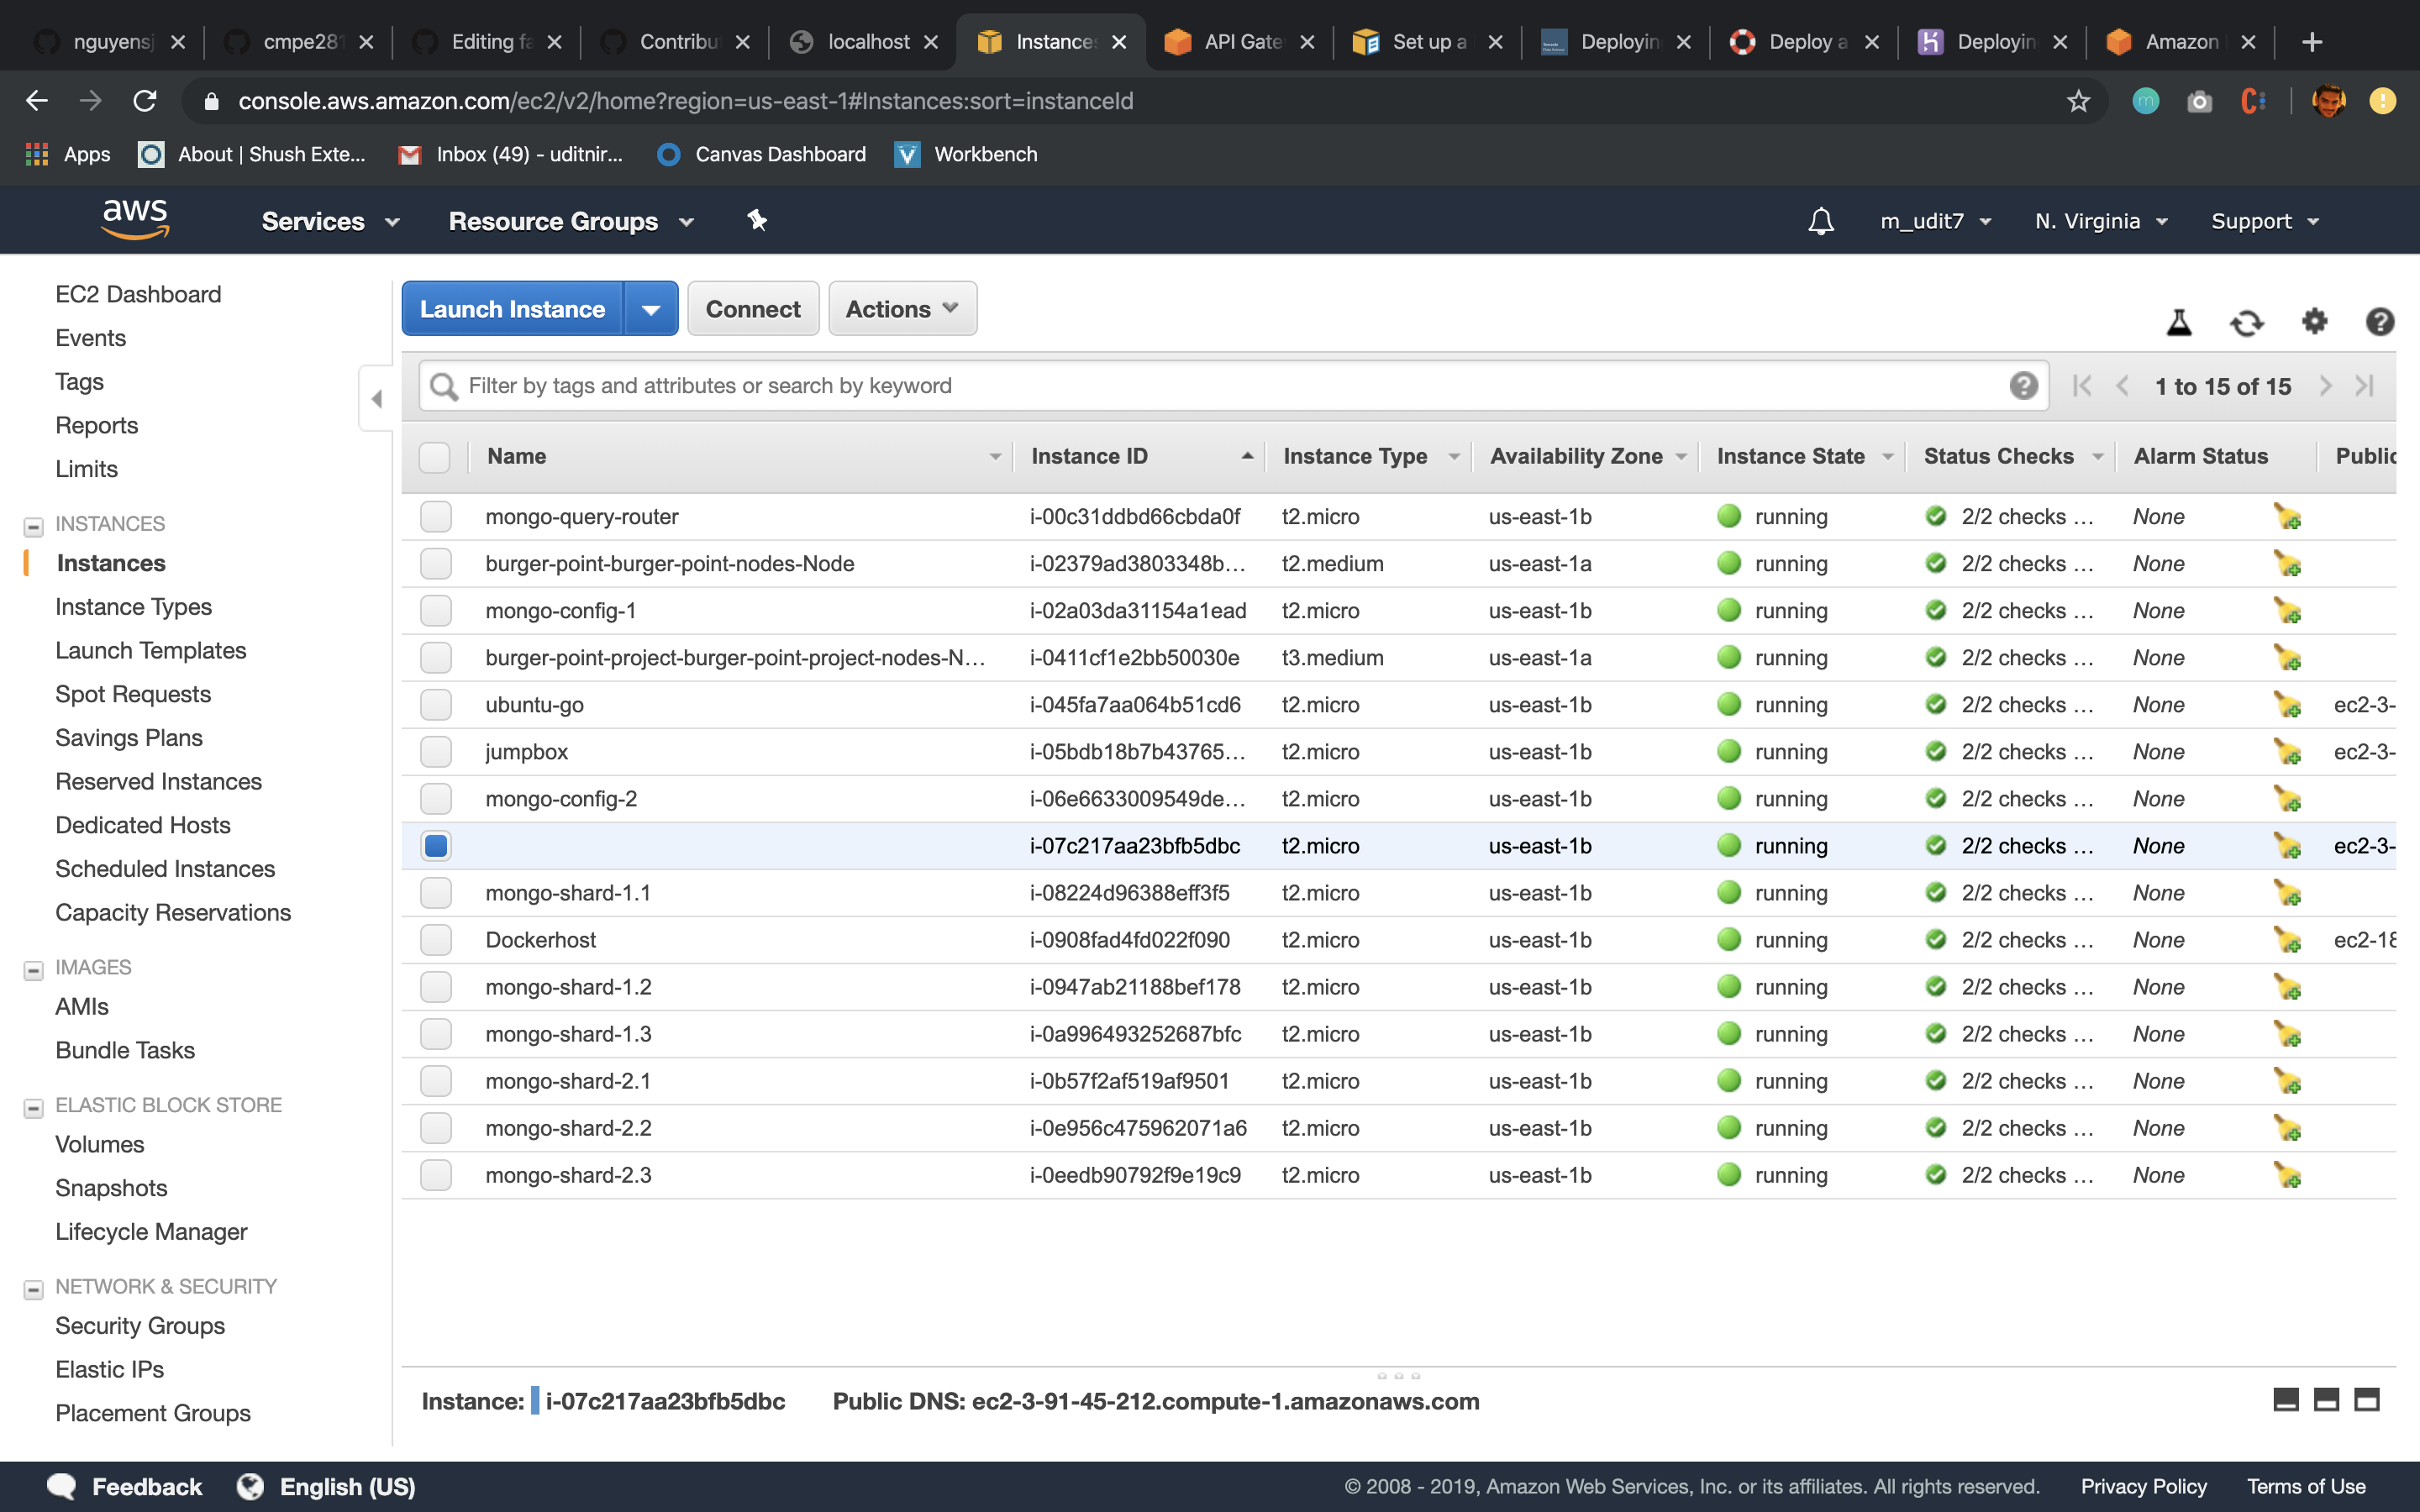 nguyensj cmpe281 Editing fa Contribut localhost Instances API Gate Set up a Deployin Deploy a Deployin Amazon
console.aws.amazon.com/ec2/v2/home?region=us-east-1#Instances:sort=instanceId
Apps About | Shush Exte... Inbox (49) - uditnir... Canvas Dashboard Workbench
aws Services Resource Groups m_udit7 N. Virginia Support
EC2 Dashboard
Events
Tags
Reports
Limits
INSTANCES
Instances
Instance Types
Launch Templates
Spot Requests
Savings Plans
Reserved Instances
Dedicated Hosts
Scheduled Instances
Capacity Reservations
IMAGES
AMIs
Bundle Tasks
ELASTIC BLOCK STORE
Volumes
Snapshots
Lifecycle Manager
NETWORK & SECURITY
Security Groups
Elastic IPs
Placement Groups
Launch Instance Connect Actions
Filter by tags and attributes or search by keyword 1 to 15 of 15
Name Instance ID Instance Type Availability Zone Instance State Status Checks Alarm Status Public
mongo-query-router i-00c31ddbd66cbda0f t2.micro us-east-1b running 2/2 checks ... None
burger-point-burger-point-nodes-Node i-02379ad3803348b... t2.medium us-east-1a running 2/2 checks ... None
mongo-config-1 i-02a03da31154a1ead t2.micro us-east-1b running 2/2 checks ... None
burger-point-project-burger-point-project-nodes-N... i-0411cf1e2bb50030e t3.medium us-east-1a running 2/2 checks ... None
ubuntu-go i-045fa7aa064b51cd6 t2.micro us-east-1b running 2/2 checks ... None ec2-3-
jumpbox i-05bdb18b7b43765... t2.micro us-east-1b running 2/2 checks ... None ec2-3-
mongo-config-2 i-06e6633009549de... t2.micro us-east-1b running 2/2 checks ... None
i-07c217aa23bfb5dbc t2.micro us-east-1b running 2/2 checks ... None ec2-3-
mongo-shard-1.1 i-08224d96388eff3f5 t2.micro us-east-1b running 2/2 checks ... None
Dockerhost i-0908fad4fd022f090 t2.micro us-east-1b running 2/2 checks ... None ec2-18
mongo-shard-1.2 i-0947ab21188bef178 t2.micro us-east-1b running 2/2 checks ... None
mongo-shard-1.3 i-0a996493252687bfc t2.micro us-east-1b running 2/2 checks ... None
mongo-shard-2.1 i-0b57f2af519af9501 t2.micro us-east-1b running 2/2 checks ... None
mongo-shard-2.2 i-0e956c475962071a6 t2.micro us-east-1b running 2/2 checks ... None
mongo-shard-2.3 i-0eedb90792f9e19c9 t2.micro us-east-1b running 2/2 checks ... None
Instance: i-07c217aa23bfb5dbc Public DNS: ec2-3-91-45-212.compute-1.amazonaws.com
Feedback English (US) © 2008 - 2019, Amazon Web Services, Inc. or its affiliates. All rights reserved. Privacy Policy Terms of Use